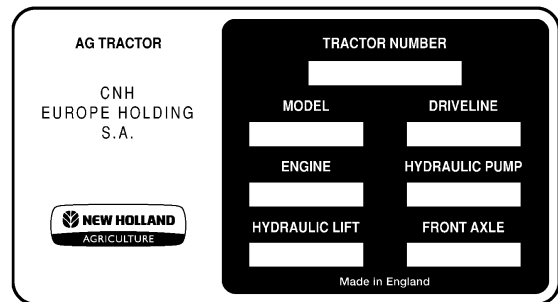 AG TRACTOR
CNH
EUROPE HOLDING
S.A.
NEW HOLLAND
AGRICULTURE
TRACTOR NUMBER
MODEL DRIVELINE
ENGINE HYDRAULIC PUMP
HYDRAULIC LIFT FRONT AXLE
Made in England